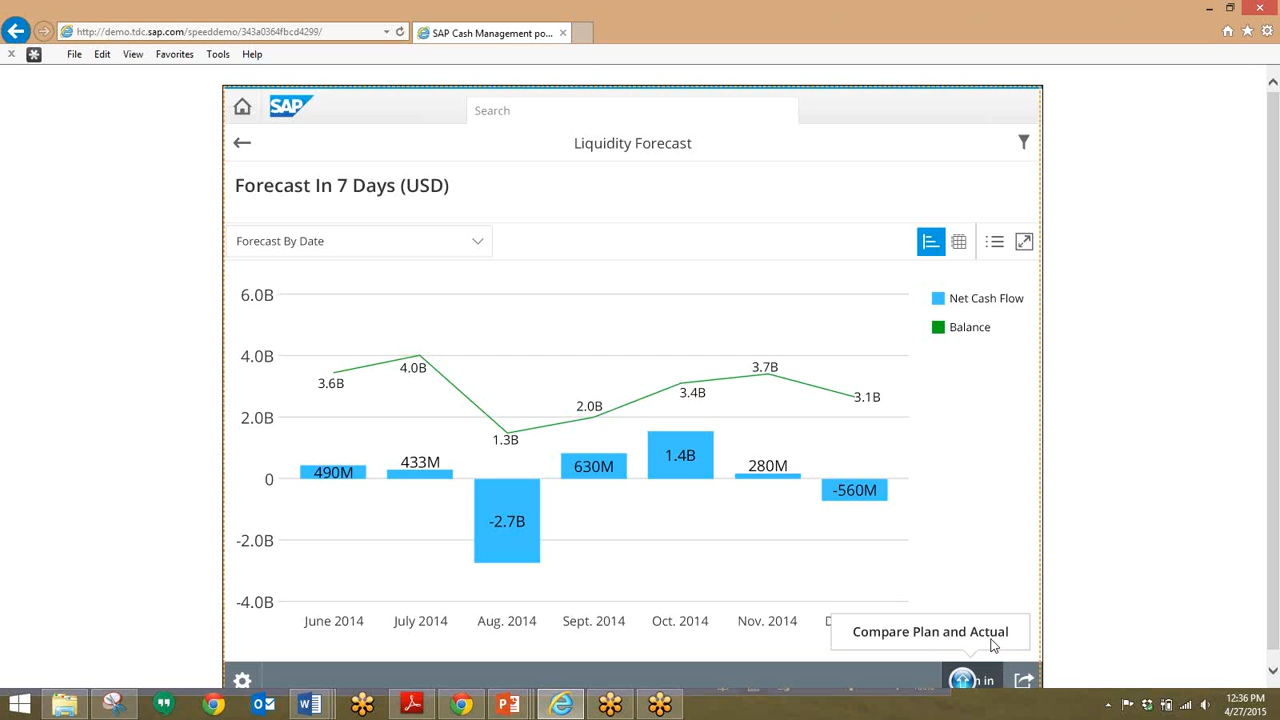 http://demo.tdc.sap.com/speeddemo/343a0364fbcd4299/
SAP Cash Management po...
File Edit View Favorites Tools Help
SAP
Search
Liquidity Forecast
Forecast In 7 Days (USD)
Forecast By Date
6.0B
Net Cash Flow
Balance
4.0B
3.6B
4.0B
1.3B
2.0B
3.4B
3.7B
3.1B
2.0B
0
490M
433M
-2.7B
630M
1.4B
280M
-560M
-2.0B
-4.0B
June 2014 July 2014 Aug. 2014 Sept. 2014 Oct. 2014 Nov. 2014 D
Compare Plan and Actual
in
12:36 PM
4/27/2015